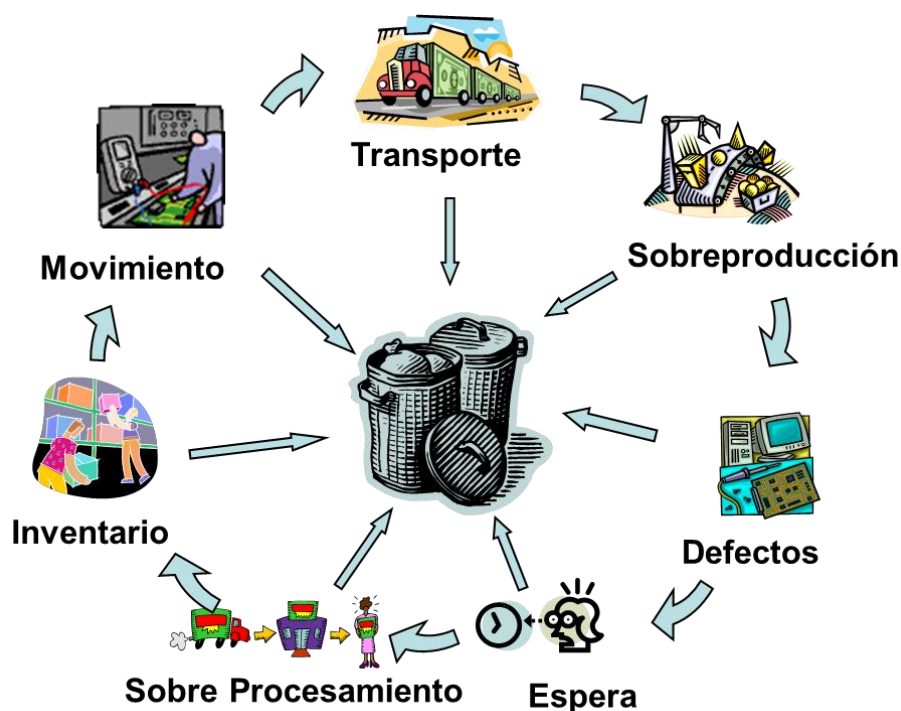 Transporte
Sobreproducción
Defectos
Espera
Sobre Procesamiento
Inventario
Movimiento